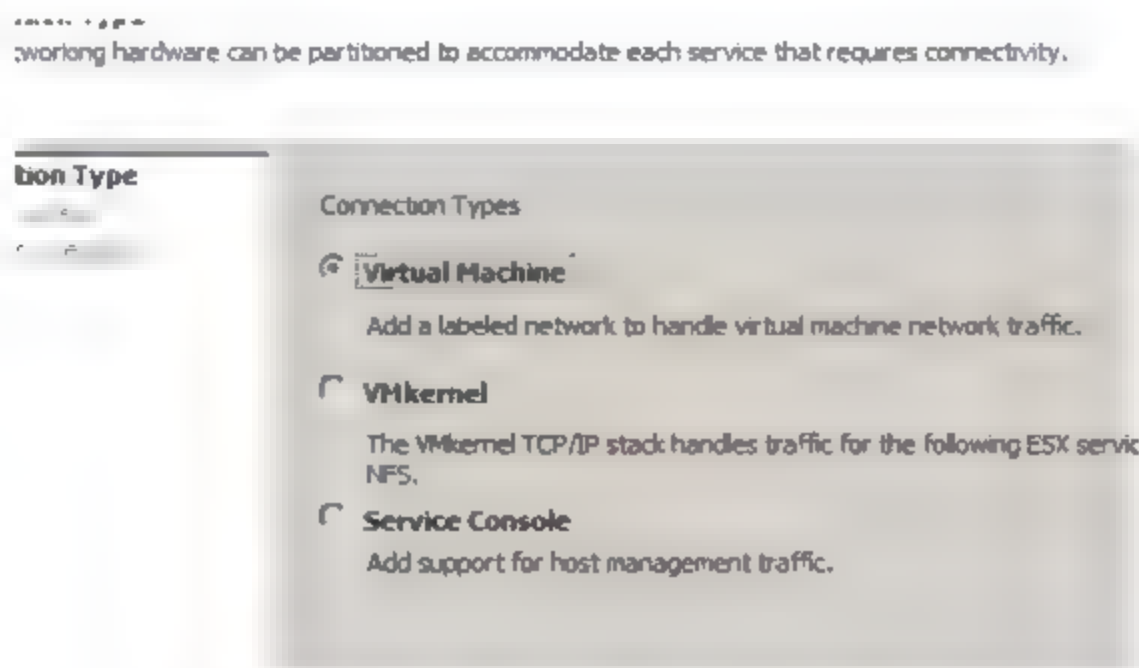 working hardware can be partitioned to accommodate each service that requires connectivity.
tion Type
Connection Types
Virtual Machine
Add a labeled network to handle virtual machine network traffic.
VMkernel
The VMkernel TCP/IP stack handles traffic for the following ESX servic
NFS.
Service Console
Add support for host management traffic.